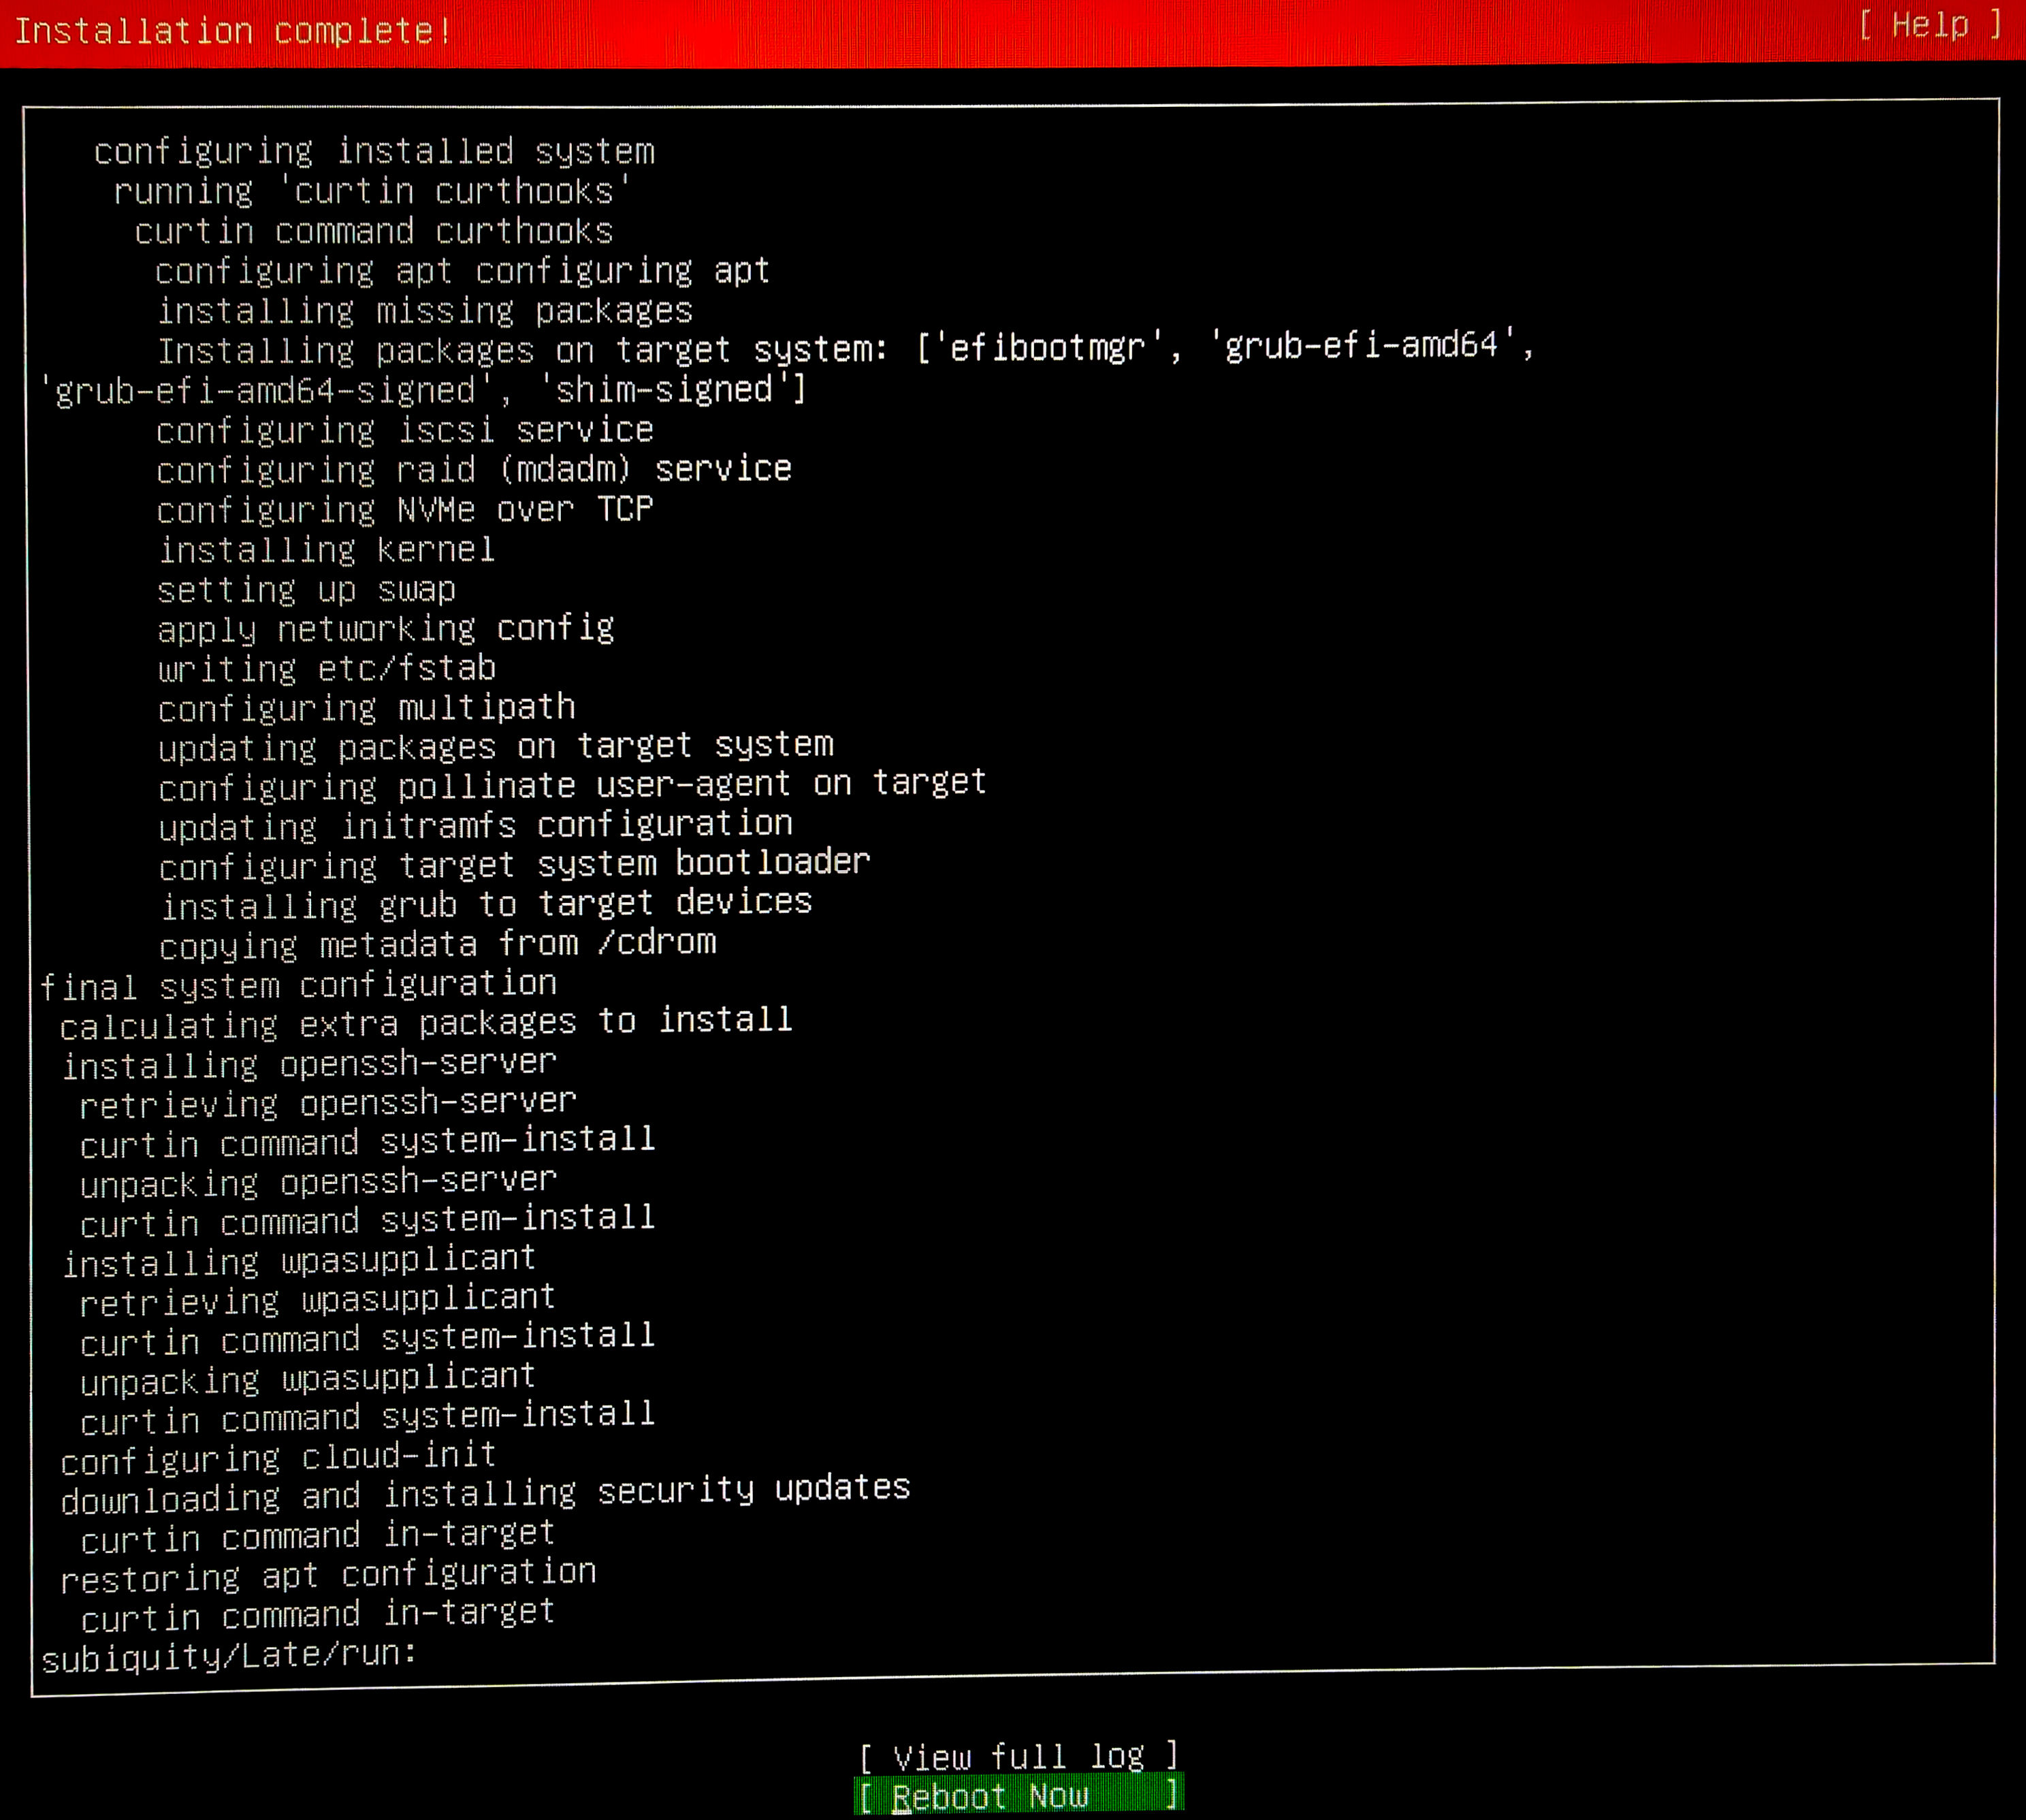 Installation complete!
[ Help ]
configuring installed system
running 'curtin curthooks'
curtin command curthooks
configuring apt configuring apt
installing missing packages
Installing packages on target system: ['efibootmgr', 'grub-efi-amd64',
'grub-efi-amd64-signed', 'shim-signed']
configuring iscsi service
configuring raid (mdadm) service
configuring NVMe over TCP
installing kernel
setting up swap
apply networking config
writing etc/fstab
configuring multipath
updating packages on target system
configuring pollinate user-agent on target
updating initramfs configuration
configuring target system bootloader
installing grub to target devices
copying metadata from /cdrom
final system configuration
calculating extra packages to install
installing openssh-server
retrieving openssh-server
curtin command system-install
unpacking openssh-server
curtin command system-install
installing wpasupplicant
retrieving wpasupplicant
curtin command system-install
unpacking wpasupplicant
curtin command system-install
configuring cloud-init
downloading and installing security updates
curtin command in-target
restoring apt configuration
curtin command in-target
subiquity/Late/run:
[ View full log ]
[ Reboot Now ]